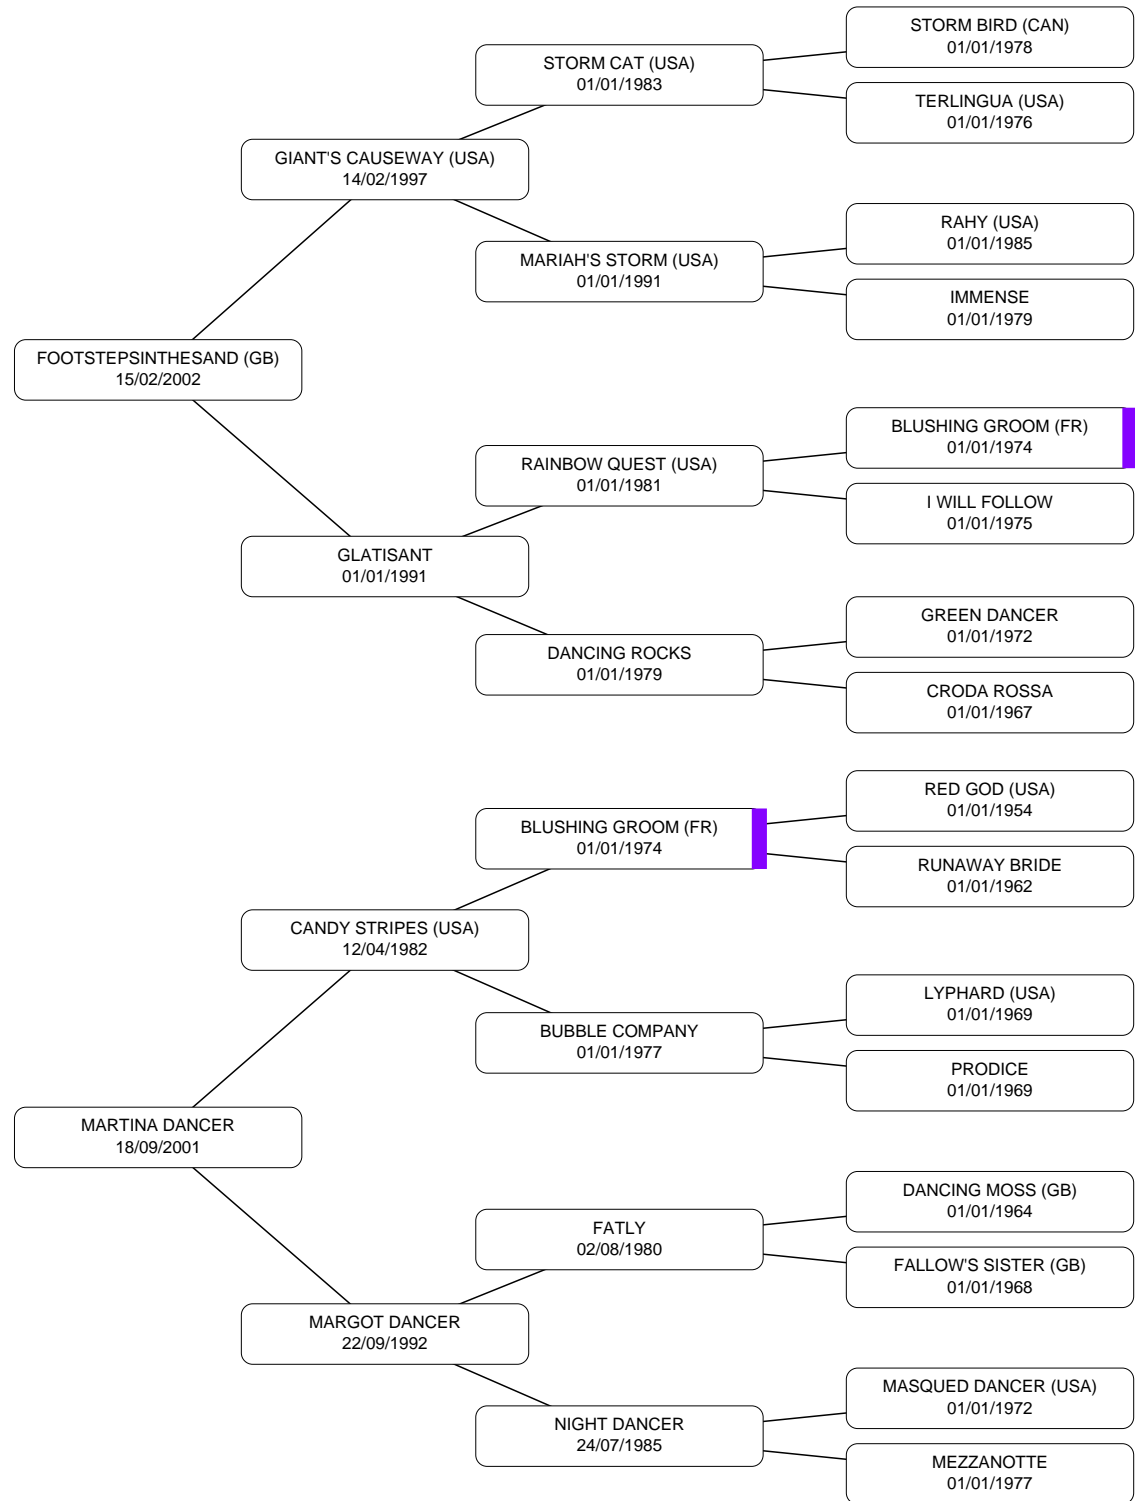 STORM BIRD (CAN)
01/01/1978
STORM CAT (USA)
01/01/1983
TERLINGUA (USA)
01/01/1976
GIANT'S CAUSEWAY (USA)
14/02/1997
RAHY (USA)
01/01/1985
MARIAH'S STORM (USA)
01/01/1991
IMMENSE
01/01/1979
FOOTSTEPSINTHESAND (GB)
15/02/2002
BLUSHING GROOM (FR)
01/01/1974
RAINBOW QUEST (USA)
01/01/1981
I WILL FOLLOW
01/01/1975
GLATISANT
01/01/1991
GREEN DANCER
01/01/1972
DANCING ROCKS
01/01/1979
CRODA ROSSA
01/01/1967
RED GOD (USA)
01/01/1954
BLUSHING GROOM (FR)
01/01/1974
RUNAWAY BRIDE
01/01/1962
CANDY STRIPES (USA)
12/04/1982
LYPHARD (USA)
01/01/1969
BUBBLE COMPANY
01/01/1977
PRODICE
01/01/1969
MARTINA DANCER
18/09/2001
DANCING MOSS (GB)
01/01/1964
FATLY
02/08/1980
FALLOW'S SISTER (GB)
01/01/1968
MARGOT DANCER
22/09/1992
MASQUED DANCER (USA)
01/01/1972
NIGHT DANCER
24/07/1985
MEZZANOTTE
01/01/1977